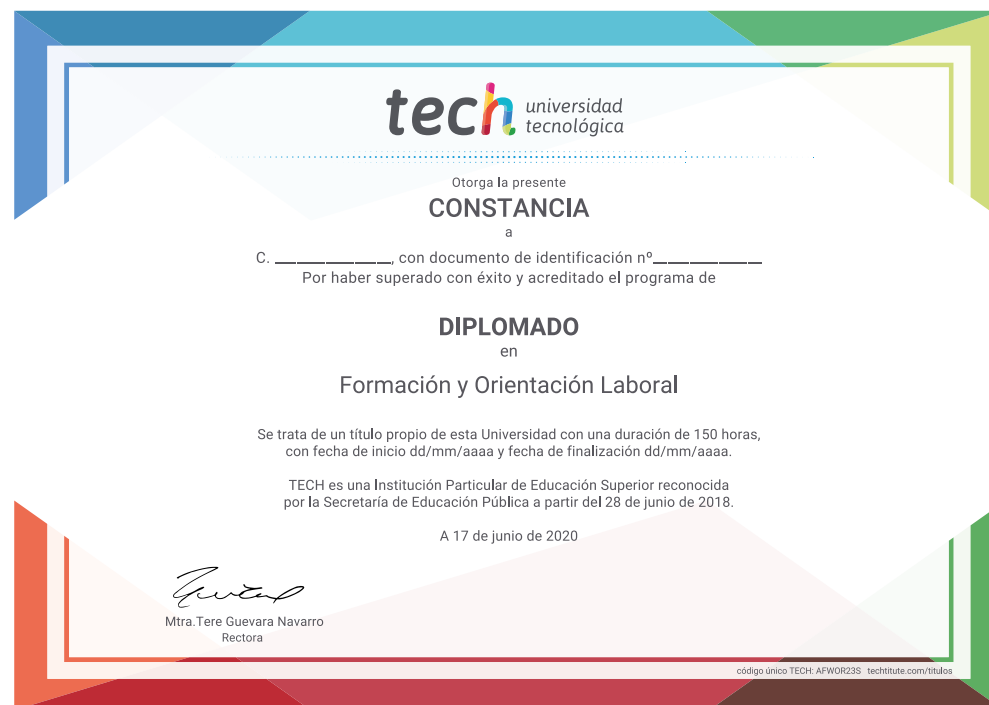 tech universidad
tecnológica
Otorga la presente
CONSTANCIA
a
C. ________________, con documento de identificación nº_______________
Por haber superado con éxito y acreditado el programa de
DIPLOMADO
en
Formación y Orientación Laboral
Se trata de un título propio de esta Universidad con una duración de 150 horas,
con fecha de inicio dd/mm/aaaa y fecha de finalización dd/mm/aaaa.
TECH es una Institución Particular de Educación Superior reconocida
por la Secretaría de Educación Pública a partir del 28 de junio de 2018.
A 17 de junio de 2020
Mtra.Tere Guevara Navarro
Rectora
código único TECH: AFWOR23S techtitute.com/titulos